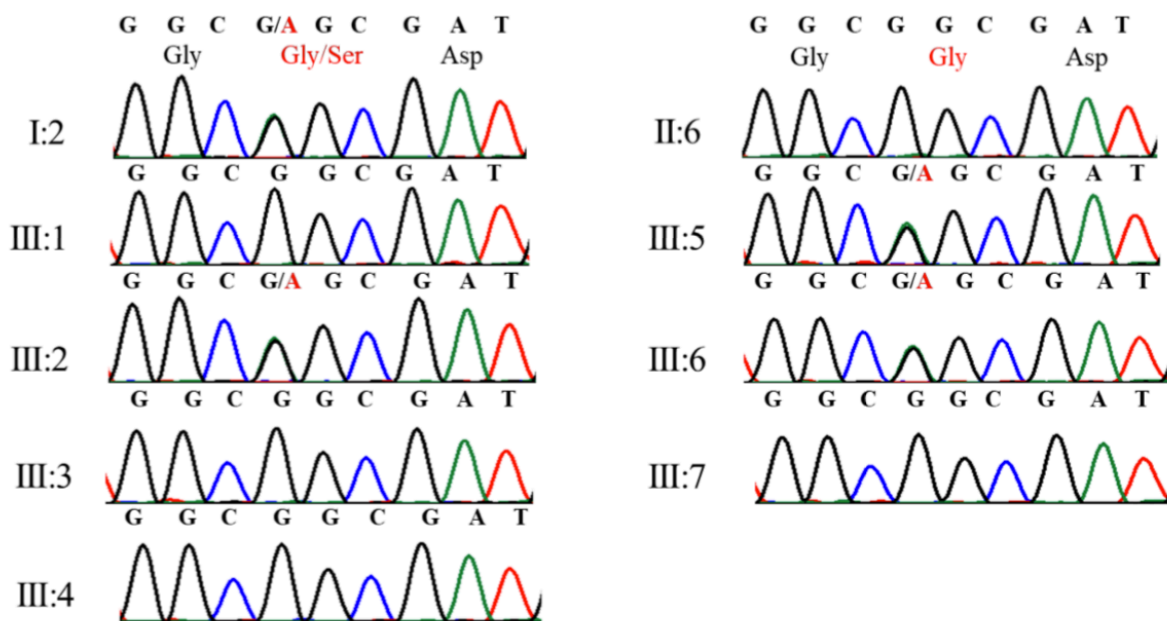 G G C G/A G C G A T
Gly Gly/Ser Asp
I:2
G G C G G C G A T
III:1
G G C G/A G C G A T
III:2
G G C G G C G A T
III:3
G G C G G C G A T
III:4
G G C G G C G A T
Gly Gly Asp
II:6
G G C G/A G C G A T
III:5
G G C G/A G C G A T
III:6
G G C G G C G A T
III:7